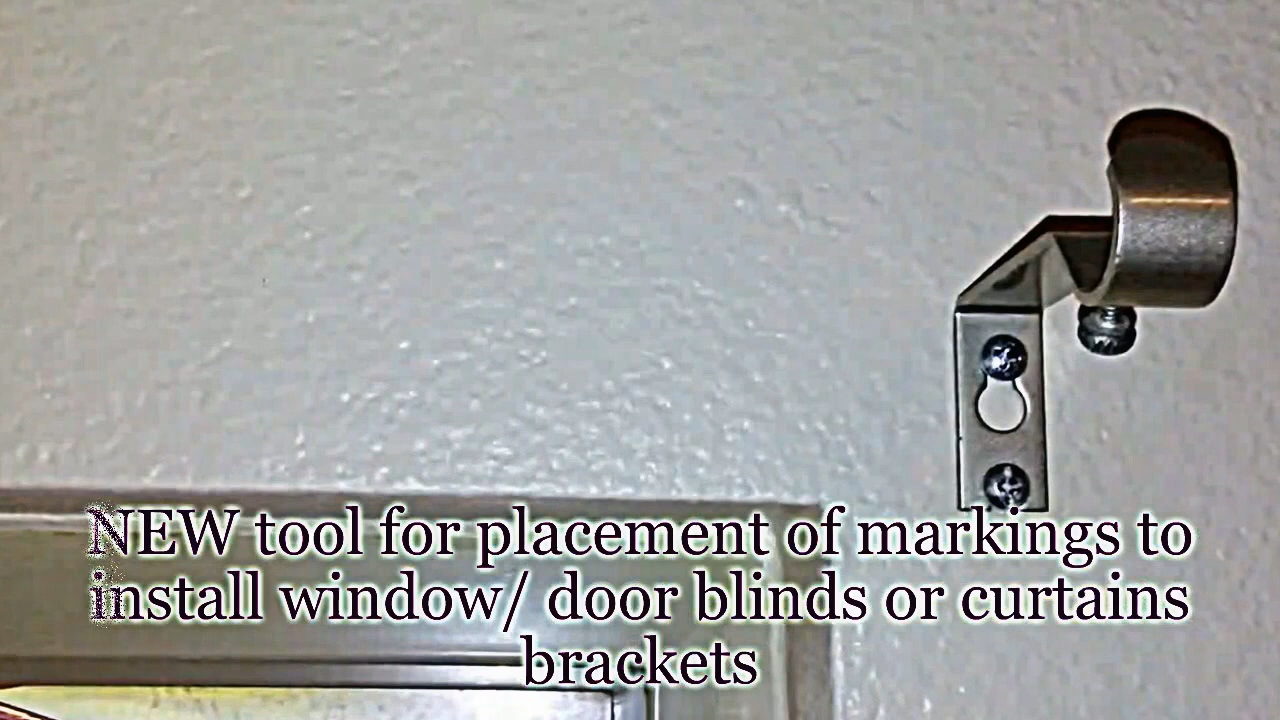 NEW tool for placement of markings to
install window/ door blinds or curtains
brackets